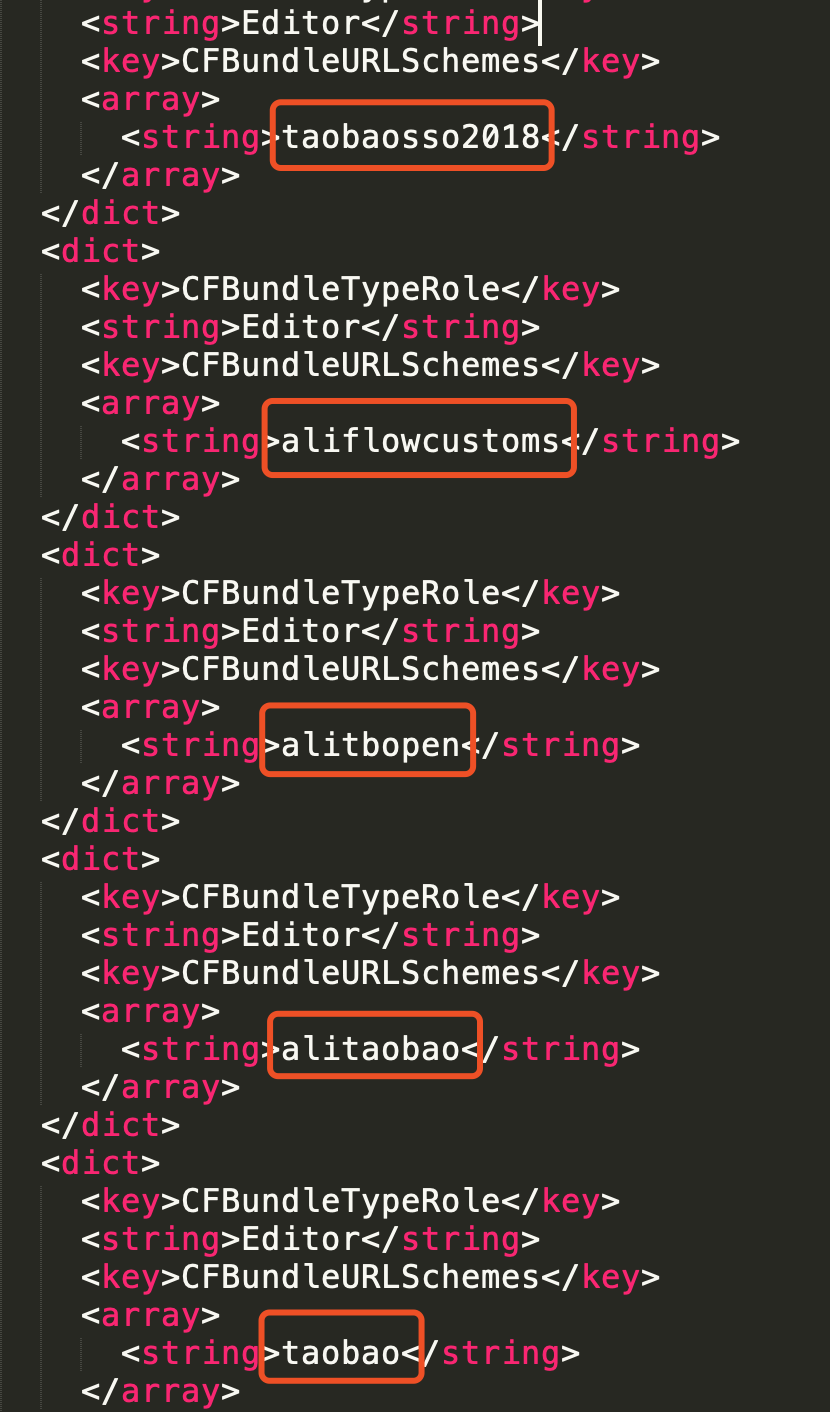 <string>Editor</string>
<key>CFBundleURLSchemes</key>
<array>
<string>taobaosso2018</string>
</array>
</dict>
<dict>
<key>CFBundleTypeRole</key>
<string>Editor</string>
<key>CFBundleURLSchemes</key>
<array>
<string>aliflowcustoms</string>
</array>
</dict>
<dict>
<key>CFBundleTypeRole</key>
<string>Editor</string>
<key>CFBundleURLSchemes</key>
<array>
<string>alitbopen</string>
</array>
</dict>
<dict>
<key>CFBundleTypeRole</key>
<string>Editor</string>
<key>CFBundleURLSchemes</key>
<array>
<string>alitaobao</string>
</array>
</dict>
<dict>
<key>CFBundleTypeRole</key>
<string>Editor</string>
<key>CFBundleURLSchemes</key>
<array>
<string>taobao</string>
</array>